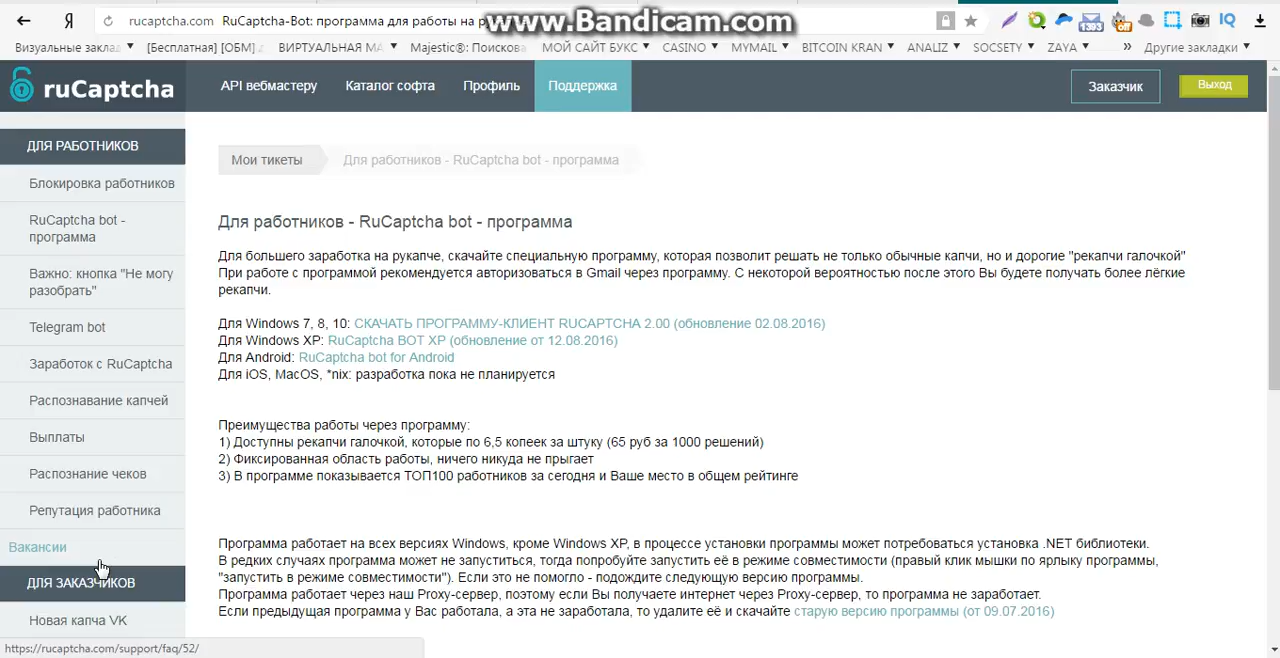 rucaptcha.com RuCaptcha-Bot: программа для работы на р
www.Bandicam.com
1393
off
IQ
Визуальные заклад
[Бесплатная] [ОБМ]
ВИРТУАЛЬНАЯ МА
Majestic®: Поискова
МОЙ САЙТ БУКС
CASINO
MYMAIL
BITCOIN KRAN
ANALIZ
SOCSETY
ZAYA
» Другие закладки
ruCaptcha
API вебмастеру
Каталог софта
Профиль
Поддержка
Заказчик
Выход
ДЛЯ РАБОТНИКОВ
Блокировка работников
RuCaptcha bot -
программа
Важно: кнопка "Не могу
разобрать"
Telegram bot
Заработок с RuCaptcha
Распознавание капчей
Выплаты
Распознание чеков
Репутация работника
Вакансии
ДЛЯ ЗАКАЗЧИКОВ
Новая капча VK
https://rucaptcha.com/support/faq/52/
Мои тикеты
Для работников - RuCaptcha bot - программа
Для работников - RuCaptcha bot - программа
Для большего заработка на рукапче, скачайте специальную программу, которая позволит решать не только обычные капчи, но и дорогие "рекапчи галочкой"
При работе с программой рекомендуется авторизоваться в Gmail через программу. С некоторой вероятностью после этого Вы будете получать более лёгкие
рекапчи.
Для Windows 7, 8, 10: СКАЧАТЬ ПРОГРАММУ-КЛИЕНТ RUCAPTCHA 2.00 (обновление 02.08.2016)
Для Windows XP: RuCaptcha BOT XP (обновление от 12.08.2016)
Для Android: RuCaptcha bot for Android
Для iOS, MacOS, *nix: разработка пока не планируется
Преимущества работы через программу:
1) Доступны рекапчи галочкой, которые по 6,5 копеек за штуку (65 руб за 1000 решений)
2) Фиксированная область работы, ничего никуда не прыгает
3) В программе показывается ТОП100 работников за сегодня и Ваше место в общем рейтинге
Программа работает на всех версиях Windows, кроме Windows XP, в процессе установки программы может потребоваться установка .NET библиотеки.
В редких случаях программа может не запуститься, тогда попробуйте запустить её в режиме совместимости (правый клик мышки по ярлыку программы,
"запустить в режиме совместимости"). Если это не помогло - подождите следующую версию программы.
Программа работает через наш Proxy-сервер, поэтому если Вы получаете интернет через Proxy-сервер, то программа не заработает.
Если предыдущая программа у Вас работала, а эта не заработала, то удалите её и скачайте старую версию программы (от 09.07.2016)